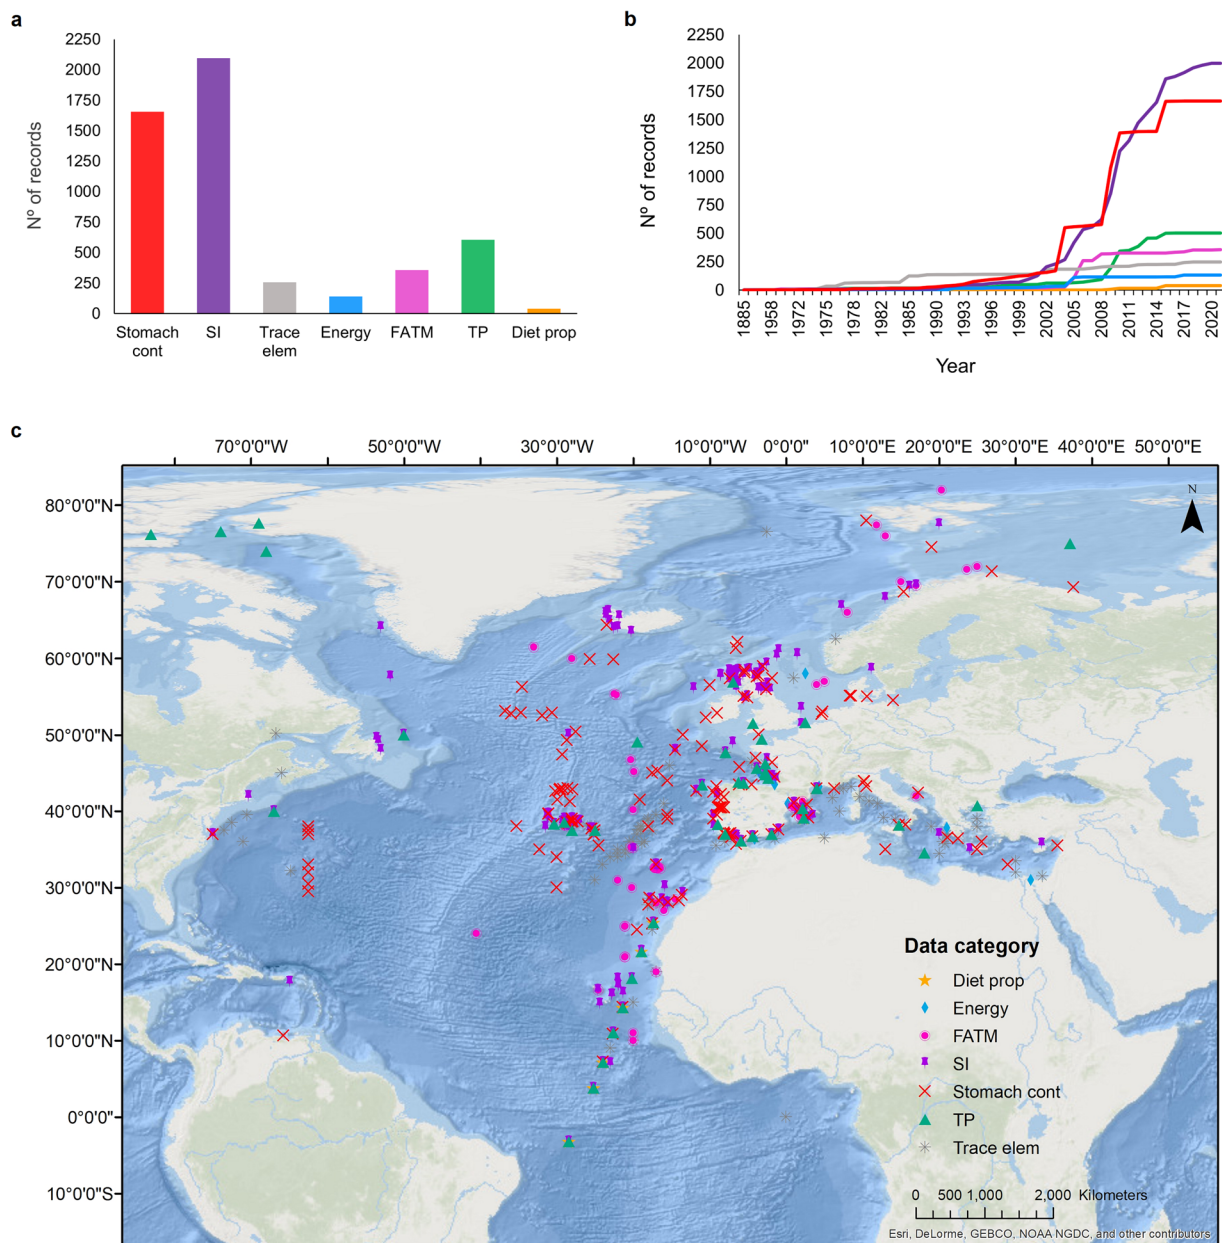 a
2250
2000
1750
1500
1250
1000
750
500
250
0
Nº of records
Stomach cont
SI
Trace elem
Energy
FATM
TP
Diet prop
b
2250
2000
1750
1500
1250
1000
750
500
250
0
Nº of records
1885
1958
1972
1976
1979
1982
1985
1990
1993
1996
1999
2002
2005
2008
2011
2014
2017
2020
Year
c
70°0'0"W
50°0'0"W
30°0'0"W
10°0'0"W
0°0'0"
10°0'0"E
20°0'0"E
30°0'0"E
40°0'0"E
50°0'0"E
80°0'0"N
70°0'0"N
60°0'0"N
50°0'0"N
40°0'0"N
30°0'0"N
20°0'0"N
10°0'0"N
0°0'0"
10°0'0"S
N
Data category
Diet prop
Energy
FATM
SI
Stomach cont
TP
Trace elem
0 500 1,000 2,000 Kilometers
Esri, DeLorme, GEBCO, NOAA NGDC, and other contributors